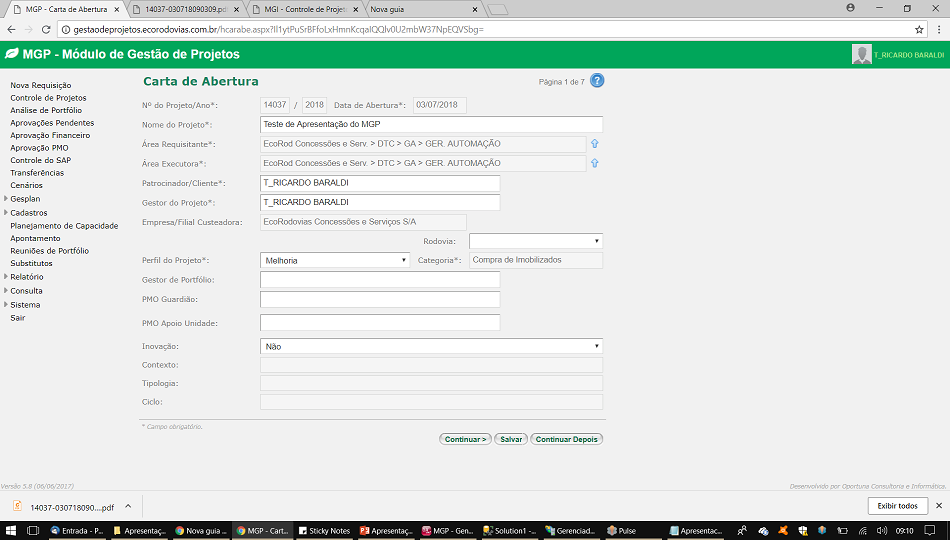 MGP - Carta de Abertura
14037-030718090309.pdf
MGI - Controle de Projeto
Nova guia
gestaodeprojetos.ecorodovias.com.br/hcarabe.aspx?
MGP - Módulo de Gestão de Projetos
T_RICARDO BARALDI
Nova Requisição
Controle de Projetos
Análise de Portfólio
Aprovações Pendentes
Aprovação Financeiro
Aprovação PMO
Controle do SAP
Transferências
Cenários
Gesplan
Cadastros
Planejamento de Capacidade
Apontamento
Reuniões de Portfólio
Substitutos
Relatório
Consulta
Sistema
Sair
Carta de Abertura
Página 1 de 7 ?
Nº do Projeto/Ano*: 14037 / 2018 Data de Abertura*: 03/07/2018
Nome do Projeto*: Teste de Apresentação do MGP
Área Requisitante*: EcoRod Concessões e Serv. > DTC > GA > GER. AUTOMAÇÃO
Área Executora*: EcoRod Concessões e Serv. > DTC > GA > GER. AUTOMAÇÃO
Patrocinador/Cliente*: T_RICARDO BARALDI
Gestor do Projeto*: T_RICARDO BARALDI
Empresa/Filial Custeadora: EcoRodovias Concessões e Serviços S/A
Rodovia:
Perfil do Projeto*: Melhoria Categoria*: Compra de Imobilizados
Gestor de Portfólio:
PMO Guardião:
PMO Apoio Unidade:
Inovação: Não
Contexto:
Tipologia:
Ciclo:
* Campo obrigatório.
Continuar > Salvar Continuar Depois
Versão 5.8 (06/06/2017)
Desenvolvido por Oportuna Consultoria e Informática.
14037-030718090....pdf
Exibir todos
Entrada - P... Apresentaç... Nova guia ... MGP - Cart... Sticky Notes Apresentaç... MGP - Gen... Solution1 -... Gerenciad... Pulse Apresentac... 09:10